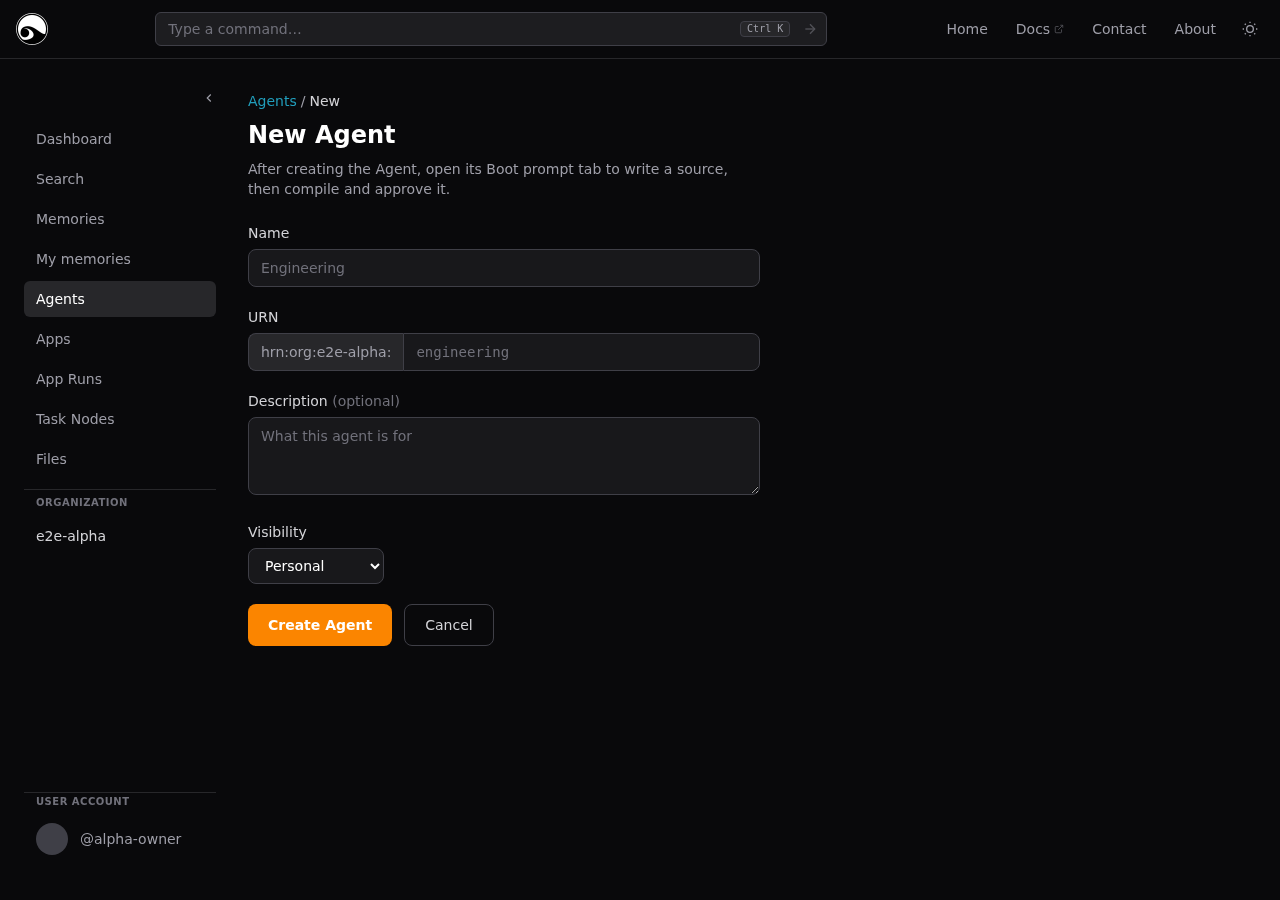 Type a command...
Ctrl K
Home
Docs
Contact
About
Agents / New
New Agent
After creating the Agent, open its Boot prompt tab to write a source,
then compile and approve it.
Name
Engineering
URN
hrn:org:e2e-alpha:
engineering
Description (optional)
What this agent is for
Visibility
Personal
Create Agent
Cancel
Dashboard
Search
Memories
My memories
Agents
Apps
App Runs
Task Nodes
Files
ORGANIZATION
e2e-alpha
USER ACCOUNT
@alpha-owner